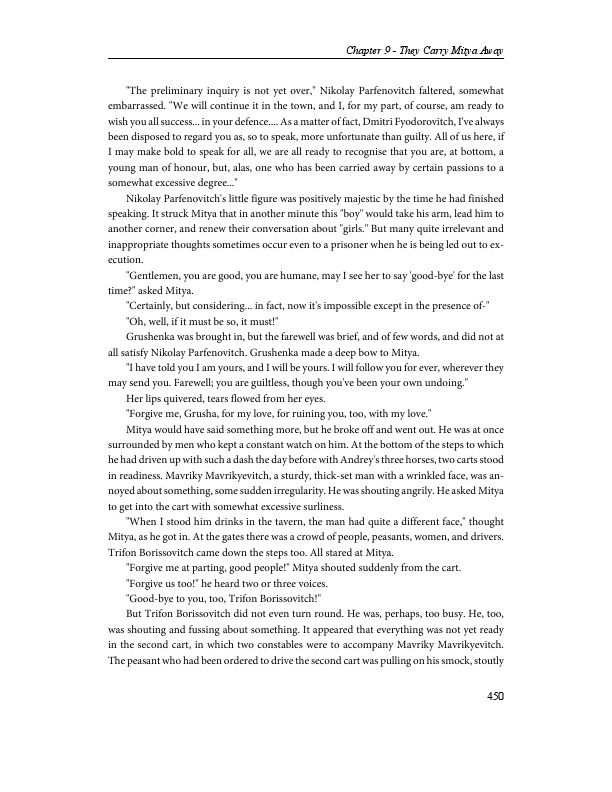 Chapter 9 - They Carry Mitya Away
"The preliminary inquiry is not yet over," Nikolay Parfenovitch faltered, somewhat
embarrassed. "We will continue it in the town, and I, for my part, of course, am ready to
wish you all success... in your defence.... As a matter of fact, Dmitri Fyodorovitch, I've always
been disposed to regard you as, so to speak, more unfortunate than guilty. All of us here, if
I may make bold to speak for all, we are all ready to recognise that you are, at bottom, a
young man of honour, but, alas, one who has been carried away by certain passions to a
somewhat excessive degree..."
Nikolay Parfenovitch's little figure was positively majestic by the time he had finished
speaking. It struck Mitya that in another minute this "boy" would take his arm, lead him to
another corner, and renew their conversation about "girls." But many quite irrelevant and
inappropriate thoughts sometimes occur even to a prisoner when he is being led out to ex-
ecution.
"Gentlemen, you are good, you are humane, may I see her to say 'good-bye' for the last
time?" asked Mitya.
"Certainly, but considering... in fact, now it's impossible except in the presence of-"
"Oh, well, if it must be so, it must!"
Grushenka was brought in, but the farewell was brief, and of few words, and did not at
all satisfy Nikolay Parfenovitch. Grushenka made a deep bow to Mitya.
"I have told you I am yours, and I will be yours. I will follow you for ever, wherever they
may send you. Farewell; you are guiltless, though you've been your own undoing."
Her lips quivered, tears flowed from her eyes.
"Forgive me, Grusha, for my love, for ruining you, too, with my love."
Mitya would have said something more, but he broke off and went out. He was at once
surrounded by men who kept a constant watch on him. At the bottom of the steps to which
he had driven up with such a dash the day before with Andrey's three horses, two carts stood
in readiness. Mavriky Mavrikyevitch, a sturdy, thick-set man with a wrinkled face, was an-
noyed about something, some sudden irregularity. He was shouting angrily. He asked Mitya
to get into the cart with somewhat excessive surliness.
"When I stood him drinks in the tavern, the man had quite a different face," thought
Mitya, as he got in. At the gates there was a crowd of people, peasants, women, and drivers.
Trifon Borissovitch came down the steps too. All stared at Mitya.
"Forgive me at parting, good people!" Mitya shouted suddenly from the cart.
"Forgive us too!" he heard two or three voices.
"Good-bye to you, too, Trifon Borissovitch!"
But Trifon Borissovitch did not even turn round. He was, perhaps, too busy. He, too,
was shouting and fussing about something. It appeared that everything was not yet ready
in the second cart, in which two constables were to accompany Mavriky Mavrikyevitch.
The peasant who had been ordered to drive the second cart was pulling on his smock, stoutly
450